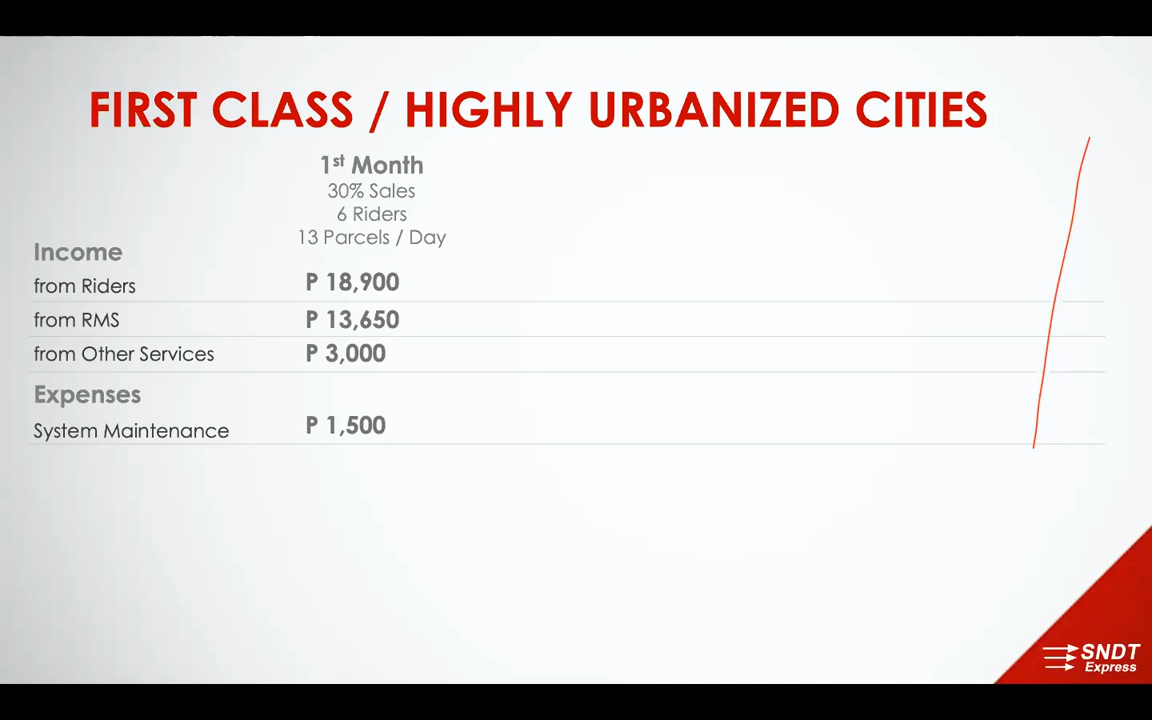 FIRST CLASS / HIGHLY URBANIZED CITIES
1st Month
30% Sales
6 Riders
13 Parcels / Day
Income
from Riders P 18,900
from RMS P 13,650
from Other Services P 3,000
Expenses
System Maintenance P 1,500
SNDT
Express